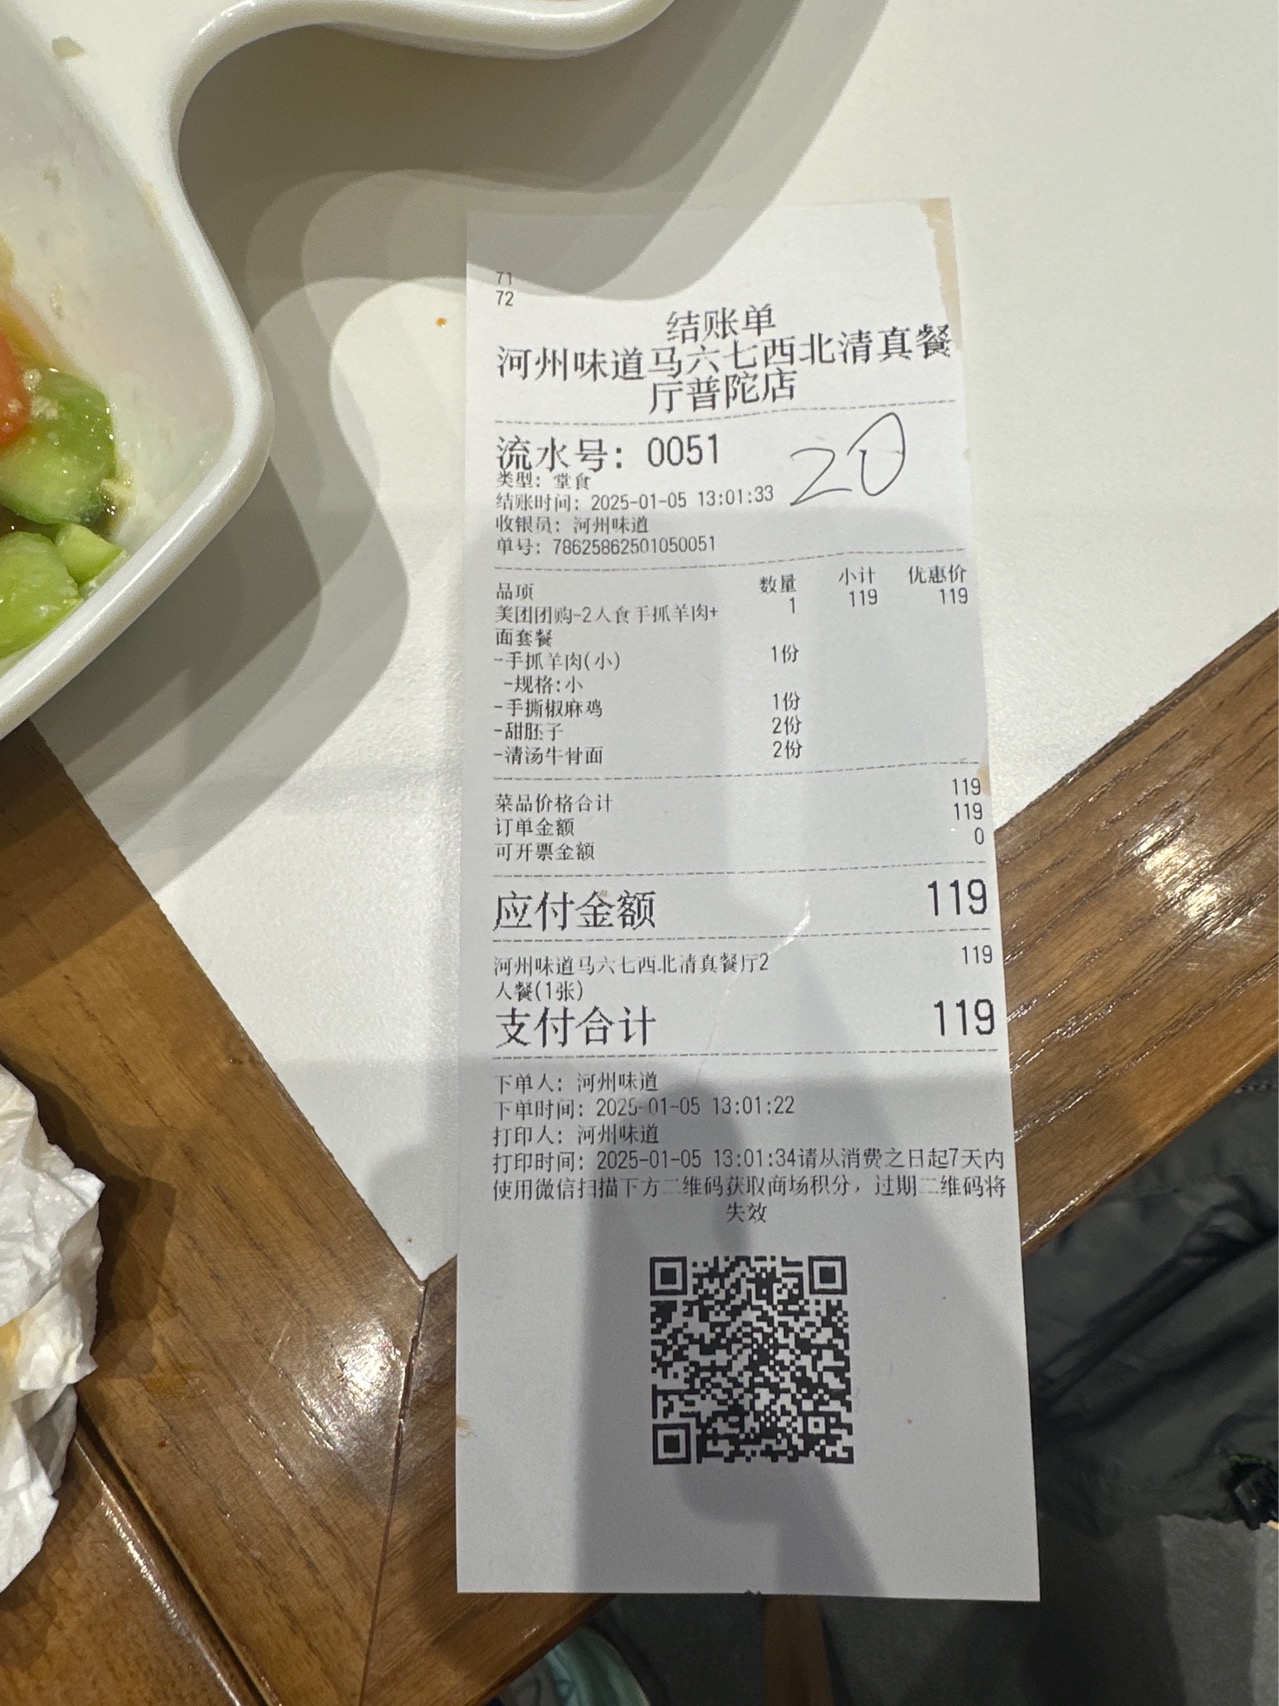 71
72
结账单
河州味道马六七西北清真餐
厅普陀店
流水号：0051
20
类型：堂食
结账时间：2025-01-05 13:01:33
收银员：河州味道
单号：78625862501050051
品项 数量 小计 优惠价
美团团购-2人食手抓羊肉+ 1 119 119
面套餐
-手抓羊肉(小) 1份
-规格:小
-手撕椒麻鸡 1份
-甜胚子 2份
-清汤牛骨面 2份
菜品价格合计 119
订单金额 119
可开票金额 0
应付金额 119
河州味道马六七西北清真餐厅2 119
人餐(1张)
支付合计 119
下单人：河州味道
下单时间：2025-01-05 13:01:22
打印人：河州味道
打印时间：2025-01-05 13:01:34请从消费之日起7天内
使用微信扫描下方二维码获取商场积分，过期二维码将
失效